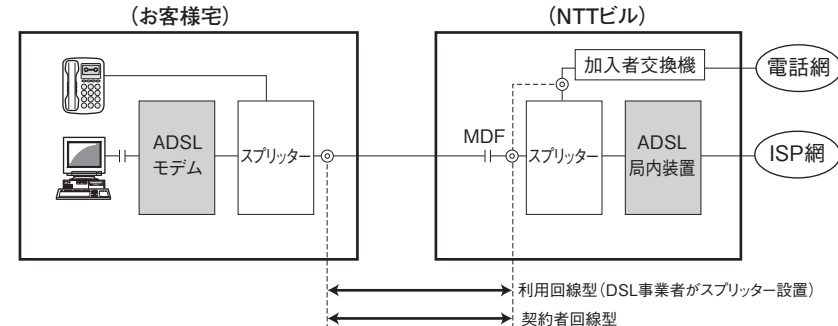 (お客様宅)
(NTTビル)
加入者交換機
電話網
MDF
ADSL
モデム
スプリッター
スプリッター
ADSL
局内装置
ISP網
利用回線型(DSL事業者がスプリッター設置)
契約者回線型